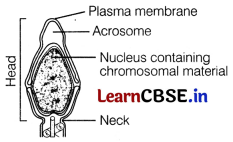 Plasma membrane
Acrosome
Head
Nucleus containing
chromosomal material
LearnCBSE.in
Neck